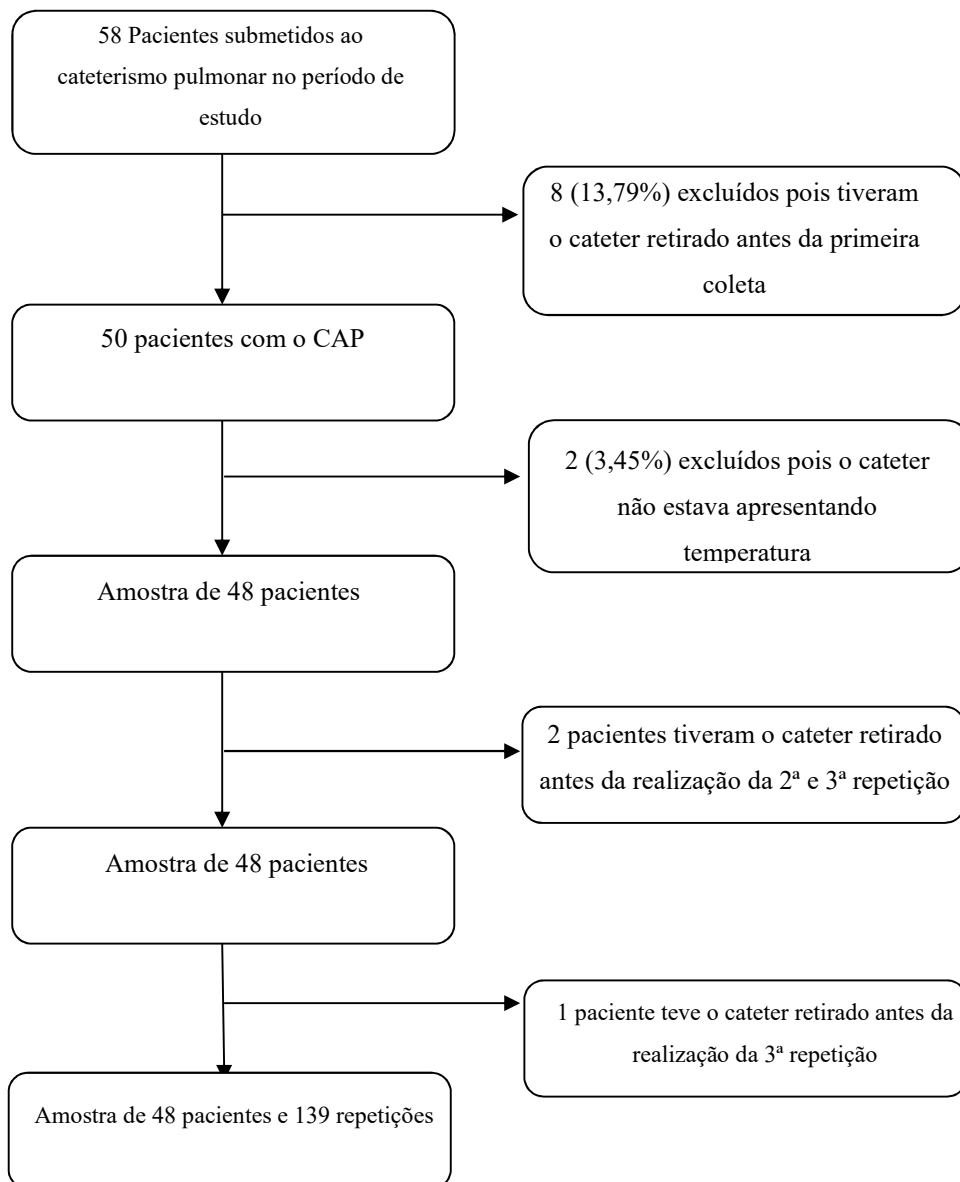 58 Pacientes submetidos ao
cateterismo pulmonar no período de
estudo
8 (13,79%) excluídos pois tiveram
o cateter retirado antes da primeira
coleta
50 pacientes com o CAP
2 (3,45%) excluídos pois o cateter
não estava apresentando
temperatura
Amostra de 48 pacientes
2 pacientes tiveram o cateter retirado
antes da realização da 2ª e 3ª repetição
Amostra de 48 pacientes
1 paciente teve o cateter retirado antes da
realização da 3ª repetição
Amostra de 48 pacientes e 139 repetições